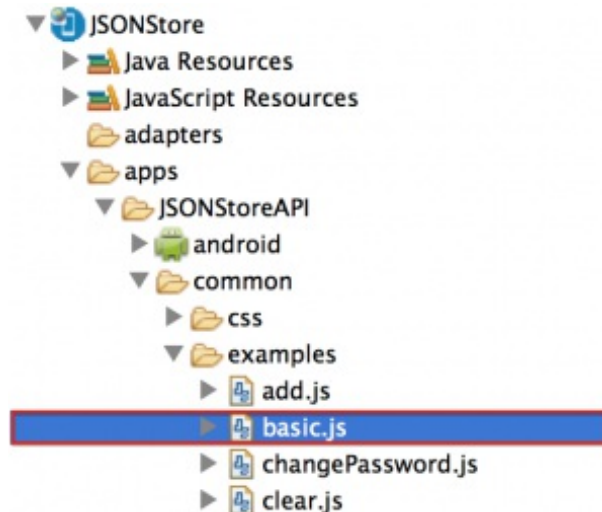 JSONStore
Java Resources
JavaScript Resources
adapters
apps
JSONStoreAPI
android
common
css
examples
add.js
basic.js
changePassword.js
clear.js